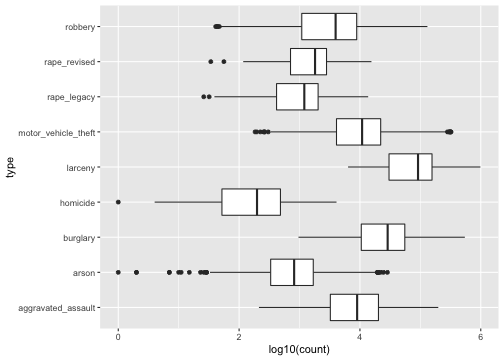 robbery
rape_revised
rape_legacy
motor_vehicle_theft
larceny
homicide
burglary
arson
aggravated_assault
type
0 2 4 6
log10(count)